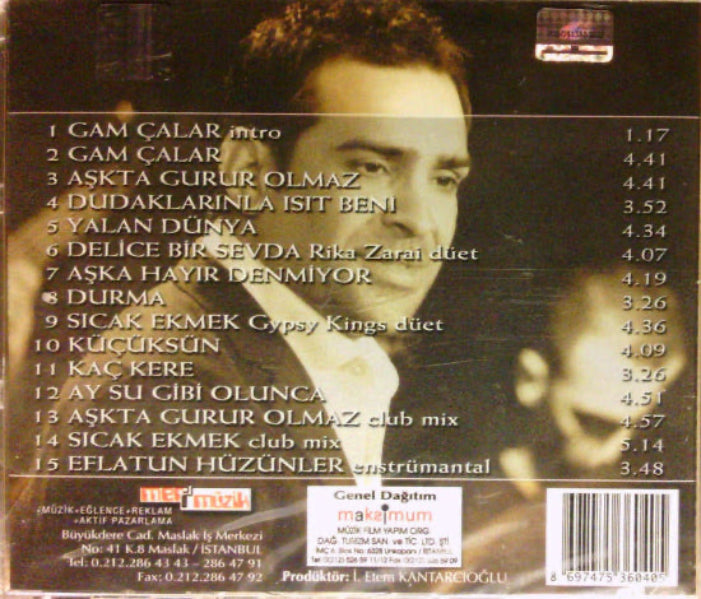 1 GAM ÇALAR intro 1.17
2 GAM ÇALAR 4.41
3 AŞKTA GURUR OLMAZ 4.41
4 DUDAKLARINLA ISIT BENİ 3.52
5 YALAN DÜNYA 4.34
6 DELİCE BİR SEVDA Rika Zarai düet 4.07
7 AŞKA HAYIR DENMİYOR 4.19
8 DURMA 3.26
9 SICAK EKMEK Gypsy Kings düet 4.36
10 KÜÇÜKSÜN 4.09
11 KAÇ KERE 3.26
12 AY SU GİBİ OLUNCA 4.51
13 AŞKTA GURUR OLMAZ club mix 4.57
14 SICAK EKMEK club mix 5.14
15 EFLATUN HÜZÜNLER enstrümantal 3.48
müzik
+MÜZİK+EĞLENCE+REKLAM
+AKTİF PAZARLAMA
Büyükdere Cad. Maslak İş Merkezi
No: 41 K.8 Maslak / İSTANBUL
Tel: 0.212.286 43 43 - 286 47 91
Fax: 0.212.286 47 92
Genel Dağıtım
maksimum
MÜZİK FİLM YAPIM ORG.
DAĞ. TURİZM SAN. ve TİC. LTD. ŞTİ.
Prodüktör: İ. Etem KANTARCIOĞLU
8 697475 360405